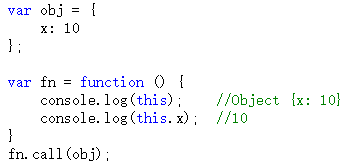 var obj = {
    x: 10
};

var fn = function () {
    console.log(this);     //Object {x: 10}
    console.log(this.x);  //10
}
fn.call(obj);